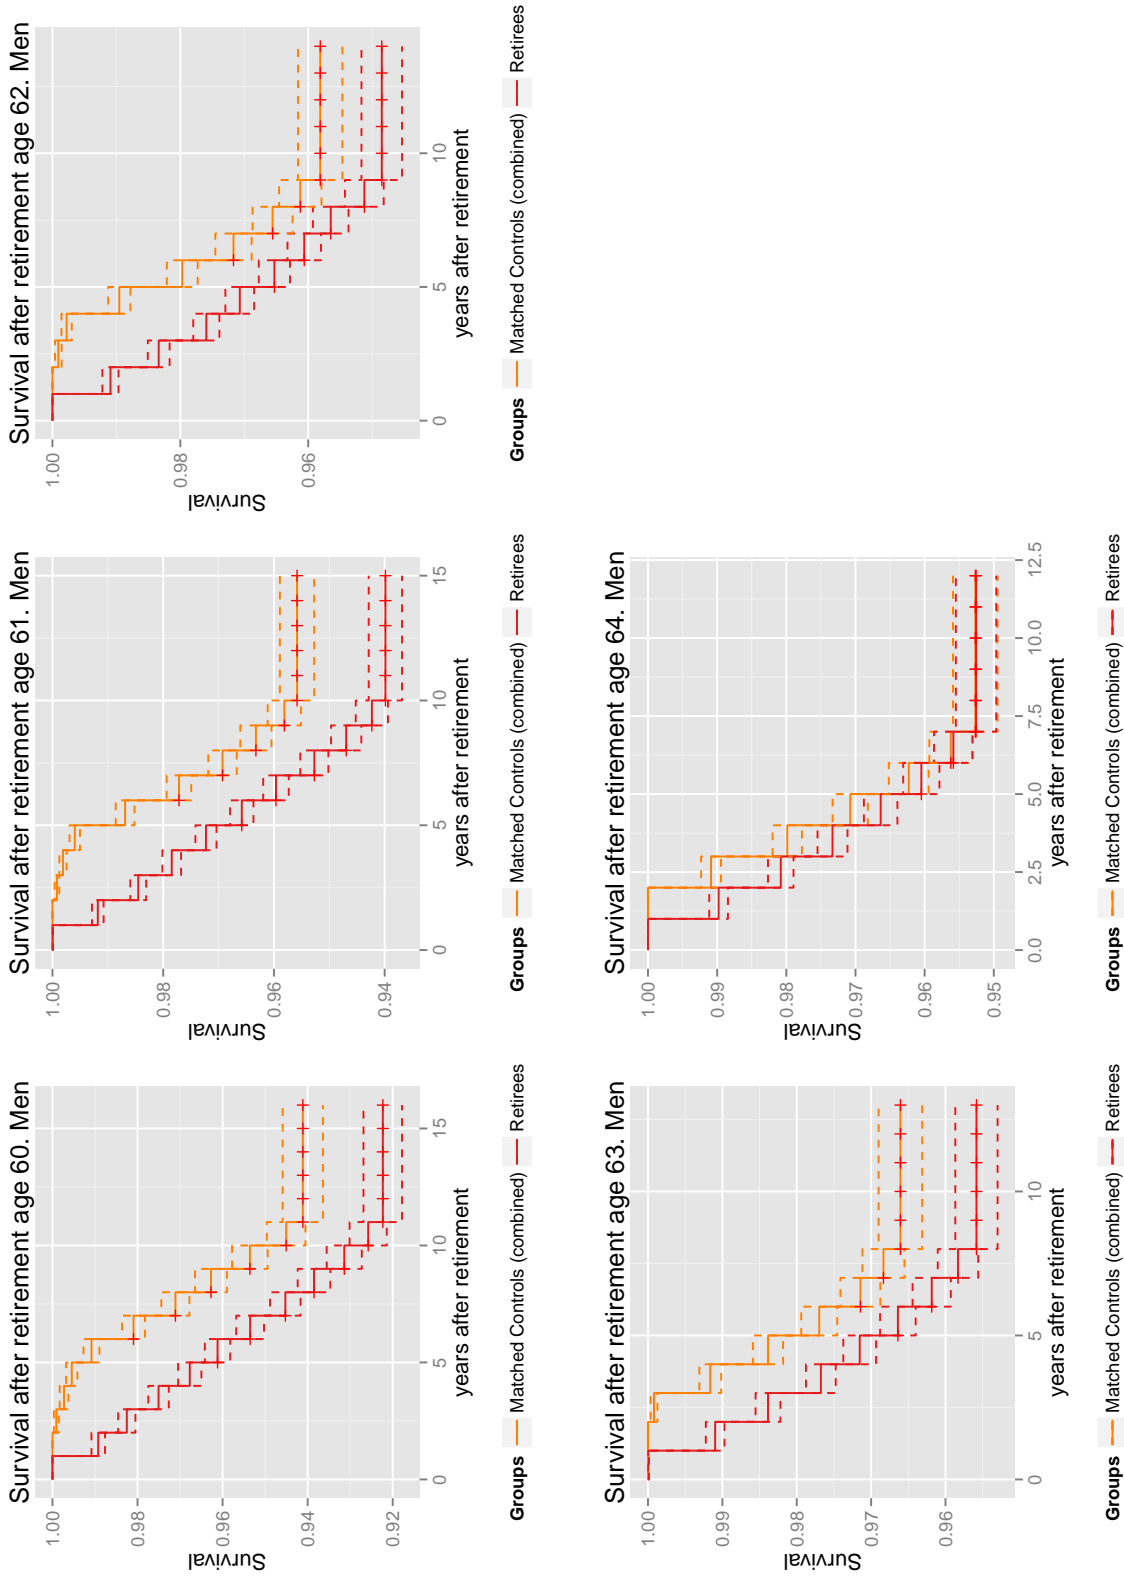 Survival after retirement age 60. Men
1.00
0.98
0.96
0.94
0.92
Survival
0 5 10 15
years after retirement
Groups Matched Controls (combined) Retirees
Survival after retirement age 61. Men
1.00
0.98
0.96
0.94
Survival
0 5 10 15
years after retirement
Groups Matched Controls (combined) Retirees
Survival after retirement age 62. Men
1.00
0.98
0.96
Survival
0 5 10
years after retirement
Groups Matched Controls (combined) Retirees
Survival after retirement age 63. Men
1.00
0.99
0.98
0.97
0.96
Survival
0 5 10
years after retirement
Groups Matched Controls (combined) Retirees
Survival after retirement age 64. Men
1.00
0.99
0.98
0.97
0.96
0.95
Survival
0.0 2.5 5.0 7.5 10.0 12.5
years after retirement
Groups Matched Controls (combined) Retirees